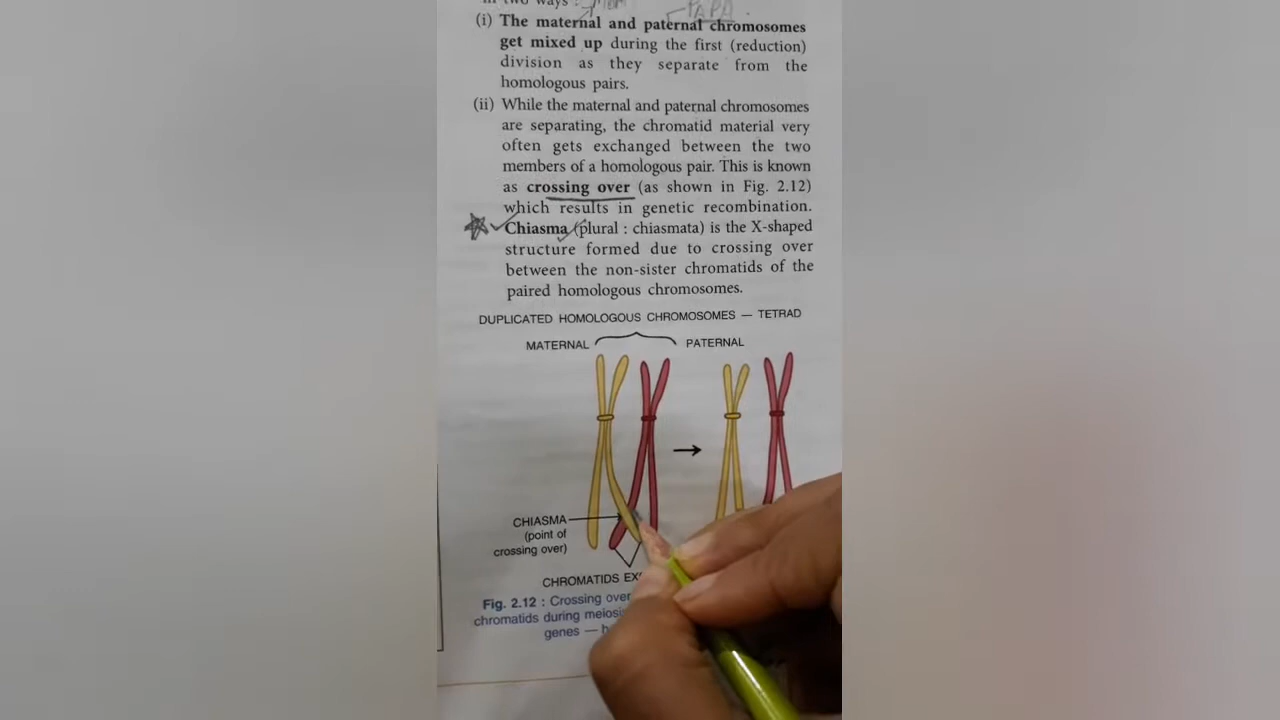 in two ways :
PAPA.
(i) The maternal and paternal chromosomes
get mixed up during the first (reduction)
division as they separate from the
homologous pairs.
(ii) While the maternal and paternal chromosomes
are separating, the chromatid material very
often gets exchanged between the two
members of a homologous pair. This is known
as crossing over (as shown in Fig. 2.12)
which results in genetic recombination.
Chiasma (plural : chiasmata) is the X-shaped
structure formed due to crossing over
between the non-sister chromatids of the
paired homologous chromosomes.
DUPLICATED HOMOLOGOUS CHROMOSOMES — TETRAD
MATERNAL PATERNAL
CHIASMA
(point of
crossing over)
CHROMATIDS
Fig. 2.12 : Crossing over
chromatids during
genes —